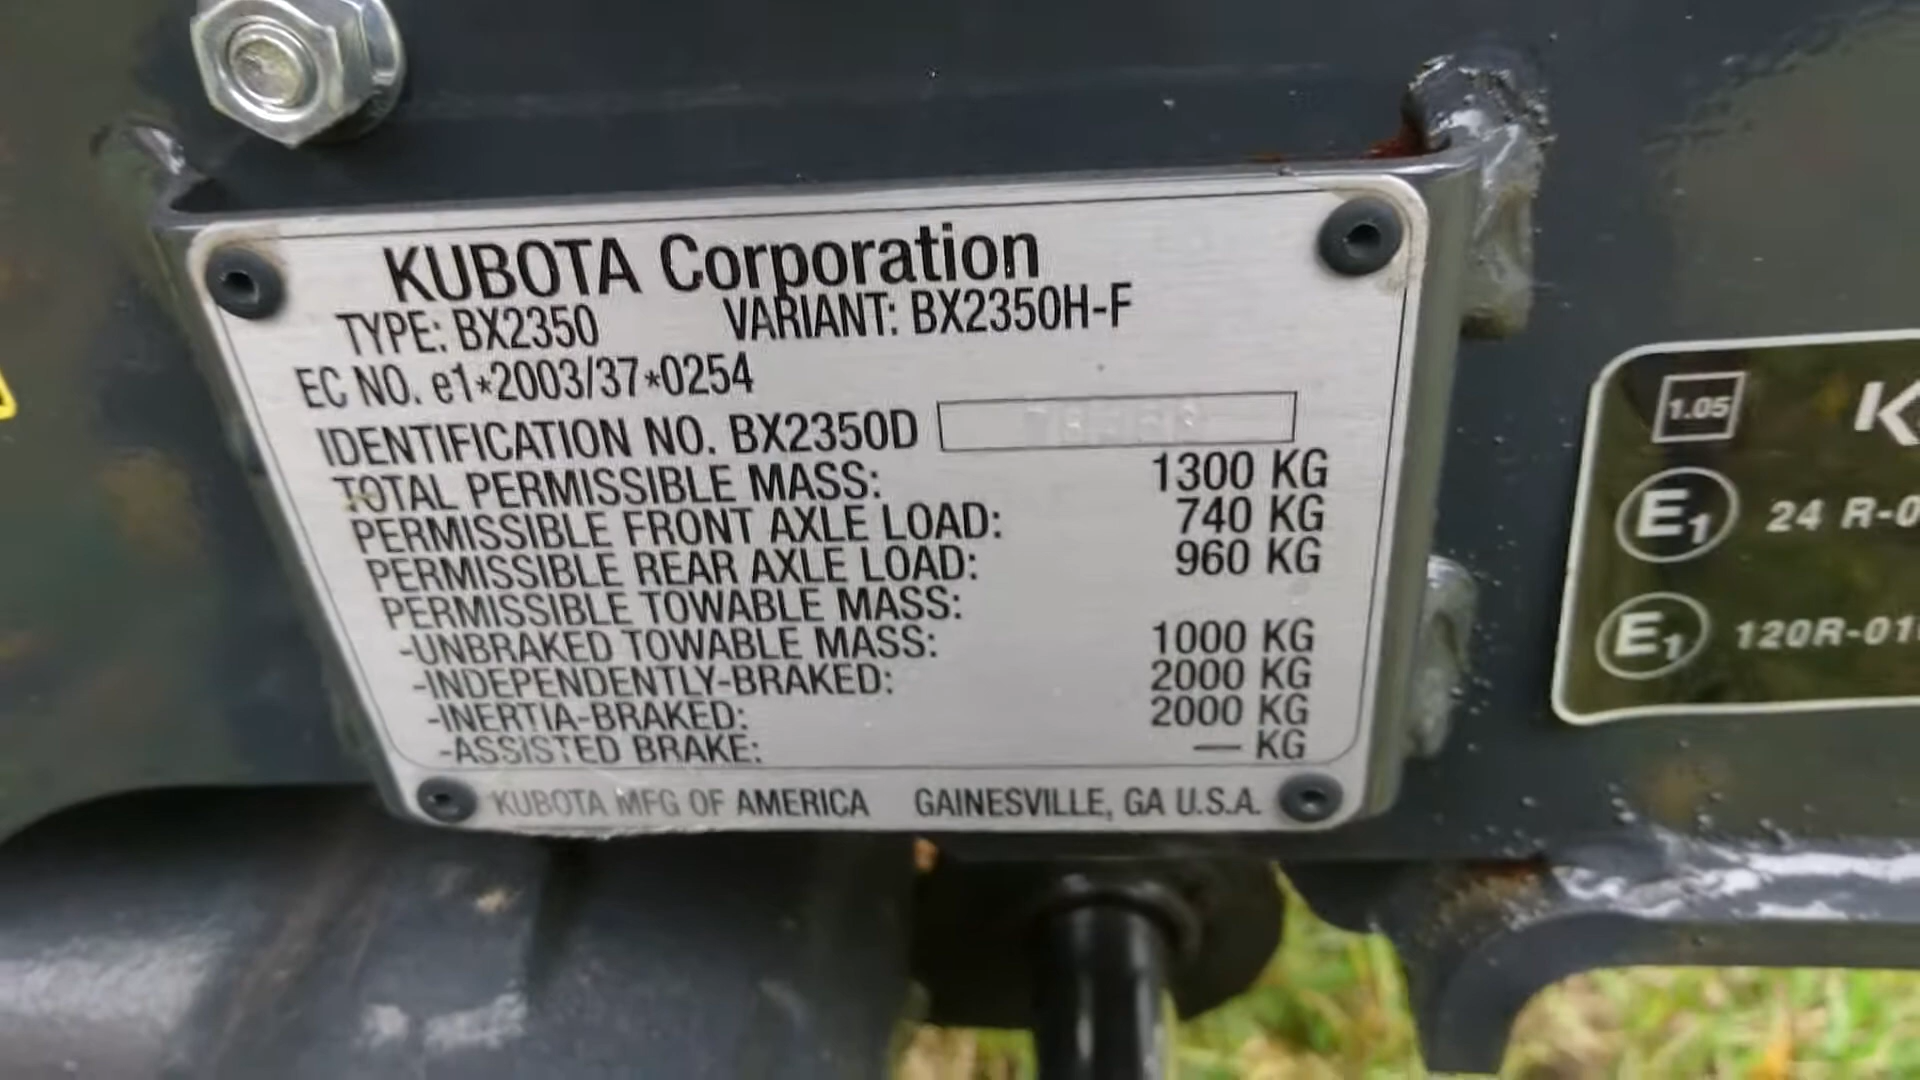 KUBOTA Corporation
TYPE: BX2350 VARIANT: BX2350H-F
EC NO. e1*2003/37*0254
IDENTIFICATION NO. BX2350D
TOTAL PERMISSIBLE MASS: 1300 KG
PERMISSIBLE FRONT AXLE LOAD: 740 KG
PERMISSIBLE REAR AXLE LOAD: 960 KG
PERMISSIBLE TOWABLE MASS:
-UNBRAKED TOWABLE MASS: 1000 KG
-INDEPENDENTLY-BRAKED: 2000 KG
-INERTIA-BRAKED: 2000 KG
-ASSISTED BRAKE: — KG
KUBOTA MFG OF AMERICA GAINESVILLE, GA U.S.A.
1.05 K
E1 24 R-0
E1 120R-01